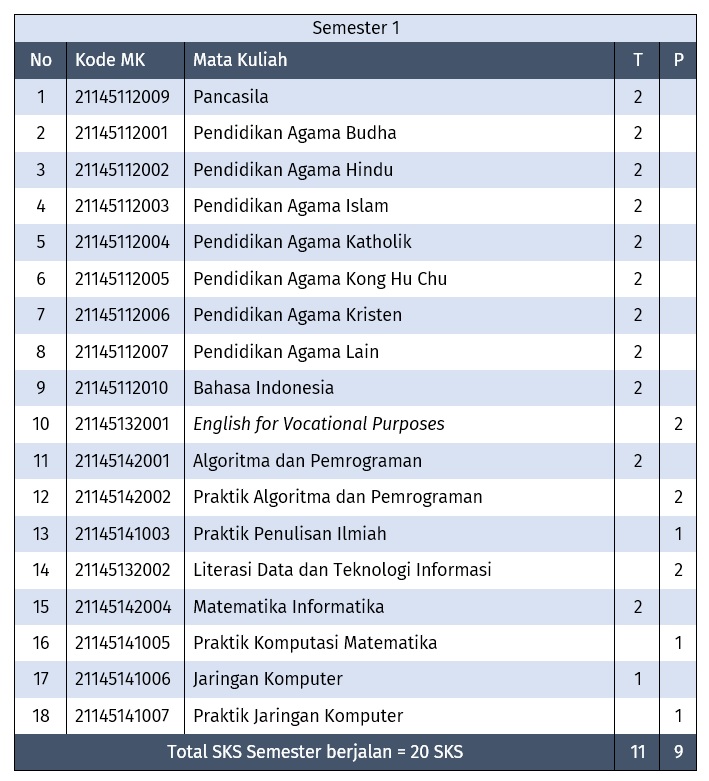 Semester 1
No Kode MK Mata Kuliah T P
1 21145112009 Pancasila 2
2 21145112001 Pendidikan Agama Budha 2
3 21145112002 Pendidikan Agama Hindu 2
4 21145112003 Pendidikan Agama Islam 2
5 21145112004 Pendidikan Agama Katholik 2
6 21145112005 Pendidikan Agama Kong Hu Chu 2
7 21145112006 Pendidikan Agama Kristen 2
8 21145112007 Pendidikan Agama Lain 2
9 21145112010 Bahasa Indonesia 2
10 21145132001 English for Vocational Purposes 2
11 21145142001 Algoritma dan Pemrograman 2
12 21145142002 Praktik Algoritma dan Pemrograman 2
13 21145141003 Praktik Penulisan Ilmiah 1
14 21145132002 Literasi Data dan Teknologi Informasi 2
15 21145142004 Matematika Informatika 2
16 21145141005 Praktik Komputasi Matematika 1
17 21145141006 Jaringan Komputer 1
18 21145141007 Praktik Jaringan Komputer 1
Total SKS Semester berjalan = 20 SKS 11 9